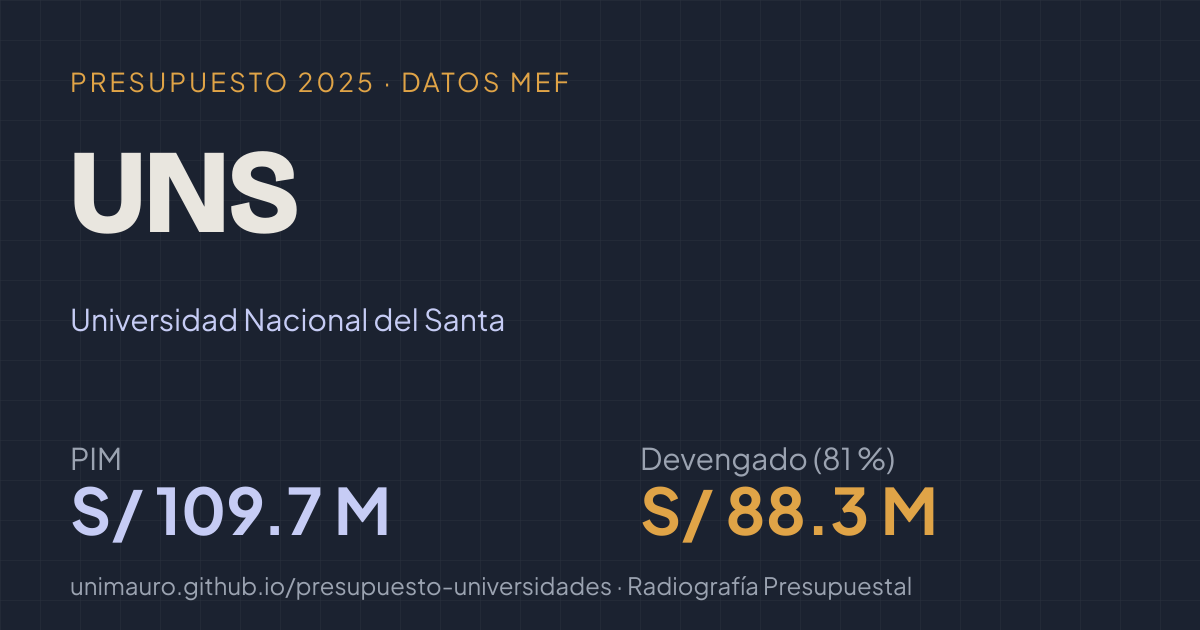 PRESUPUESTO 2025 · DATOS MEF
UNS
Universidad Nacional del Santa
PIM
S/ 109.7 M
Devengado (81 %)
S/ 88.3 M
unimauro.github.io/presupuesto-universidades · Radiografía Presupuestal